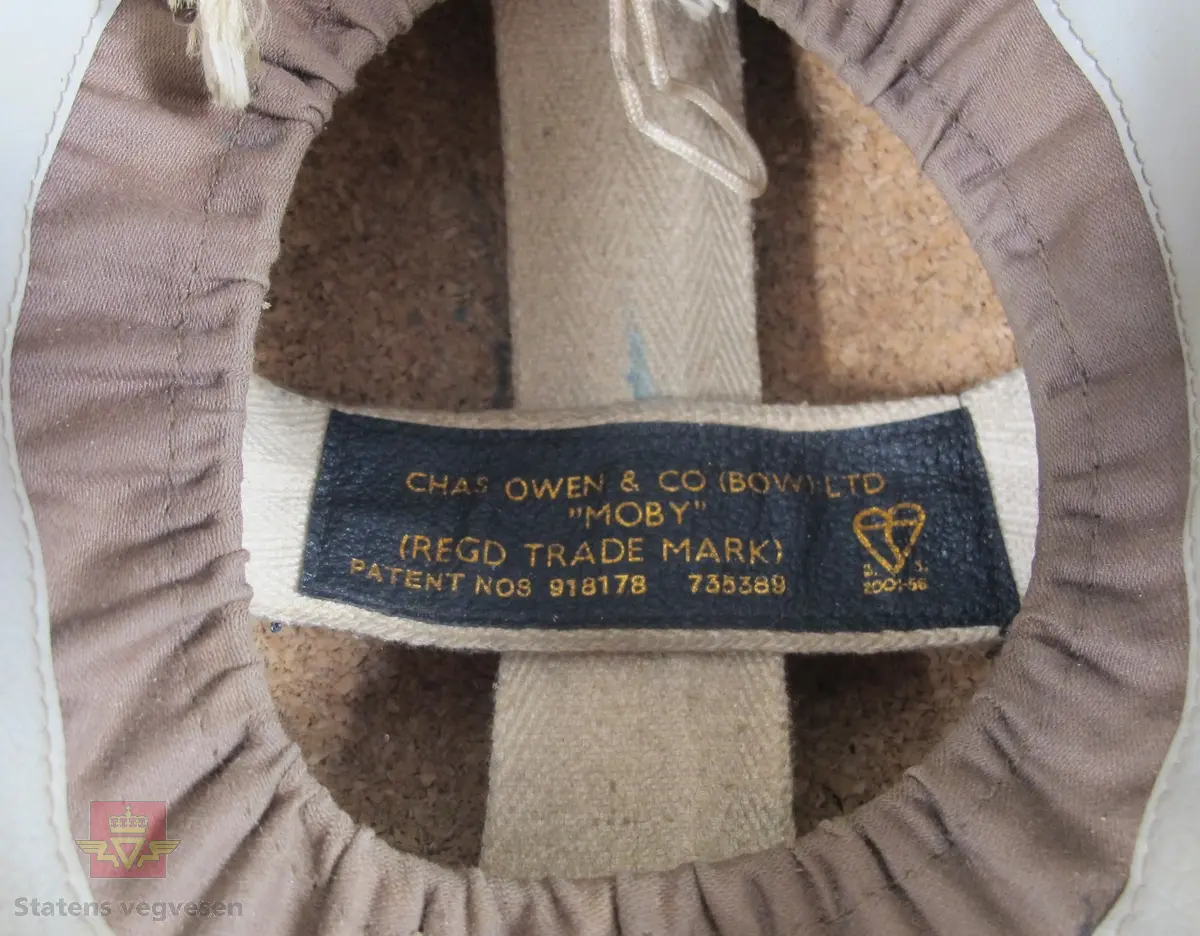 CHAS OWEN & CO (BOW) LTD
"MOBY"
(REGD TRADE MARK)
PATENT NOS 918178 735389
B. S.
2001-56
Statens vegvesen